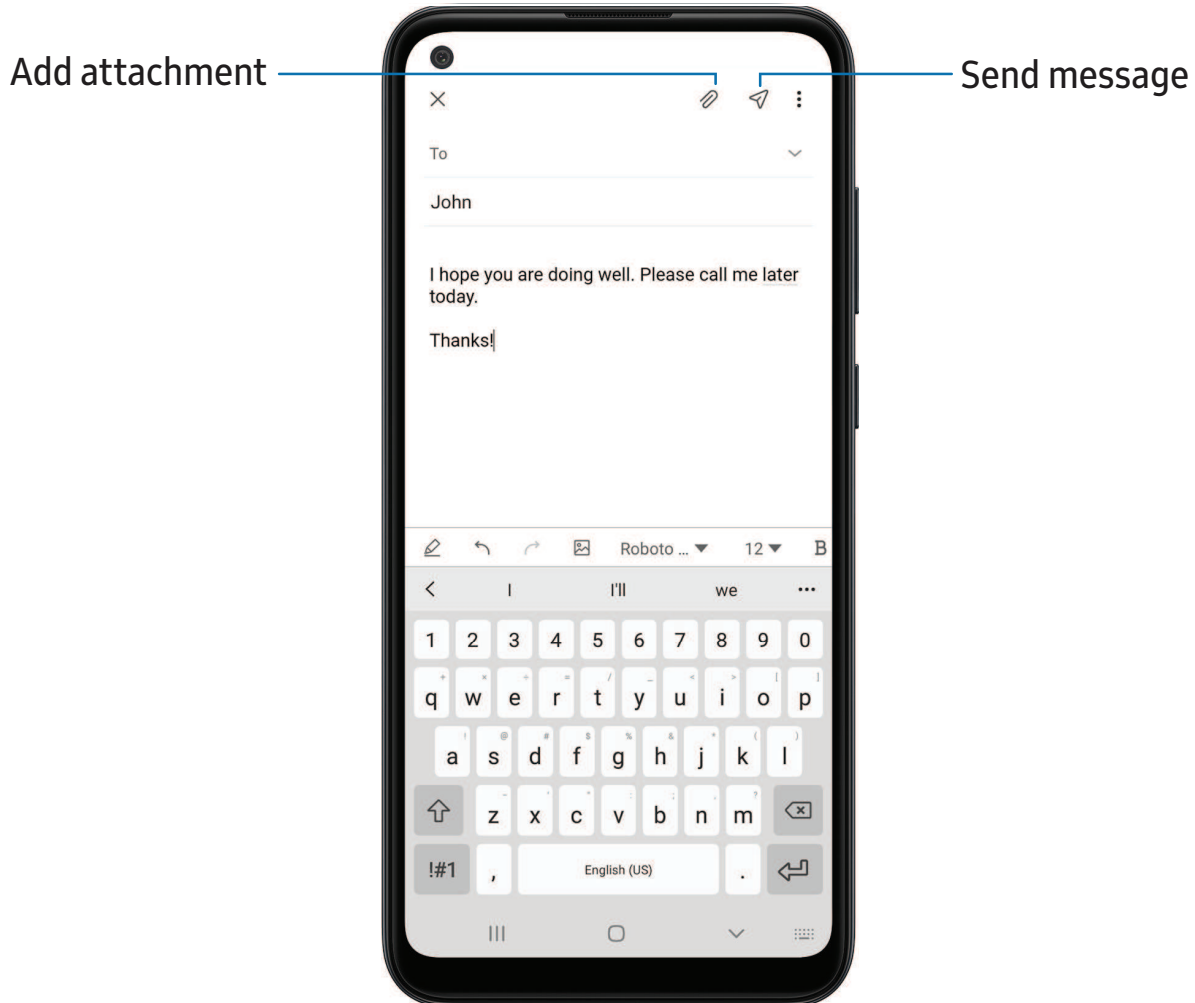 Add attachment
Send message
To
John
I hope you are doing well. Please call me later
today.
Thanks!
Roboto ... 12 B
I I'll we
1 2 3 4 5 6 7 8 9 0
q w e r t y u i o p
a s d f g h j k l
z x c v b n m
!#1 , English (US) .